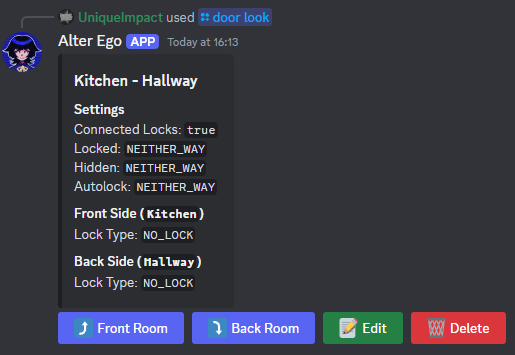 UniqueImpact used door look
Alter Ego APP Today at 16:13
Kitchen - Hallway
Settings
Connected Locks: true
Locked: NEITHER_WAY
Hidden: NEITHER_WAY
Autolock: NEITHER_WAY
Front Side (Kitchen)
Lock Type: NO_LOCK
Back Side (Hallway)
Lock Type: NO_LOCK
Front Room Back Room Edit Delete